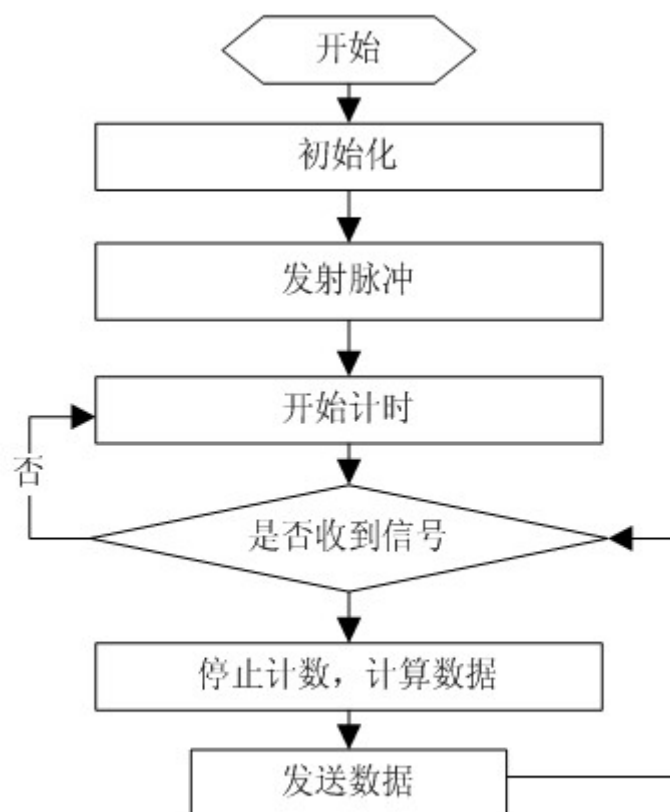 开始
初始化
发射脉冲
开始计时
否
是否收到信号
停止计数，计算数据
发送数据